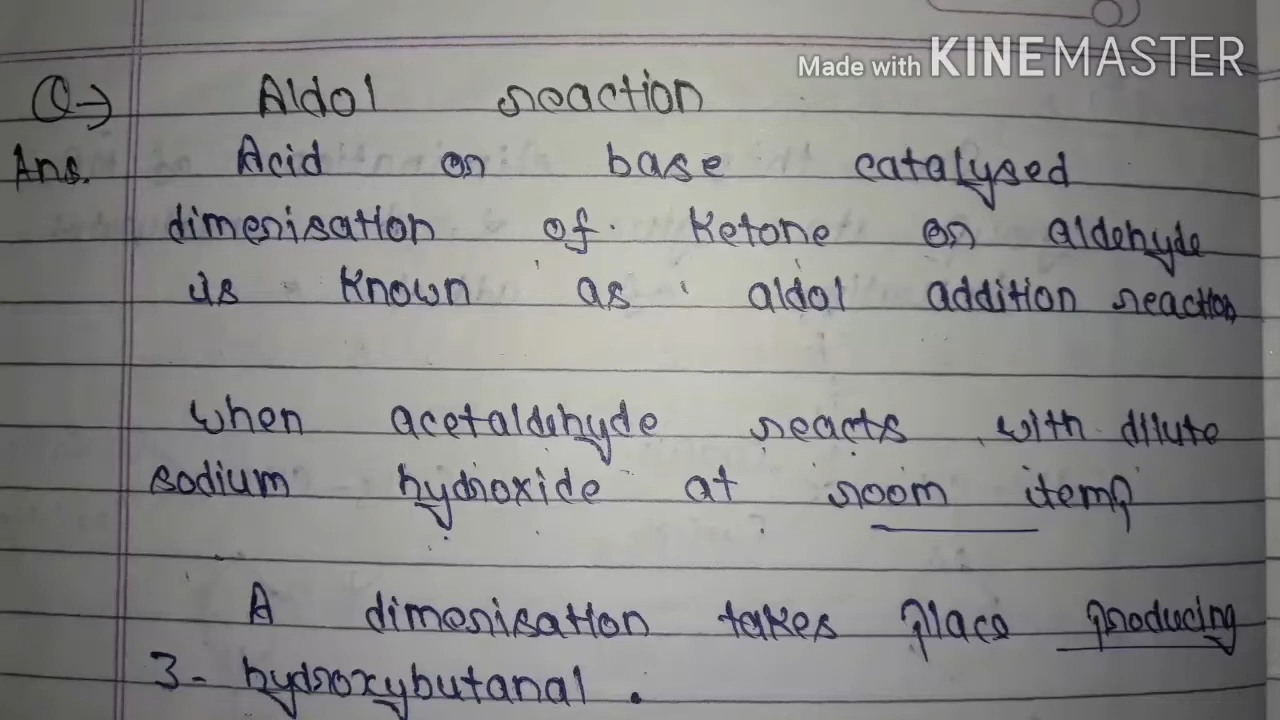 Made with KINEMASTER
Q→ Aldol reaction
Ans. Acid or base catalysed
dimerisation of Ketone or aldehyde
is known as aldol addition reaction
When acetaldehyde reacts with dilute
sodium hydroxide at room temp
A dimerisation takes place producing
3- hydroxybutanal.